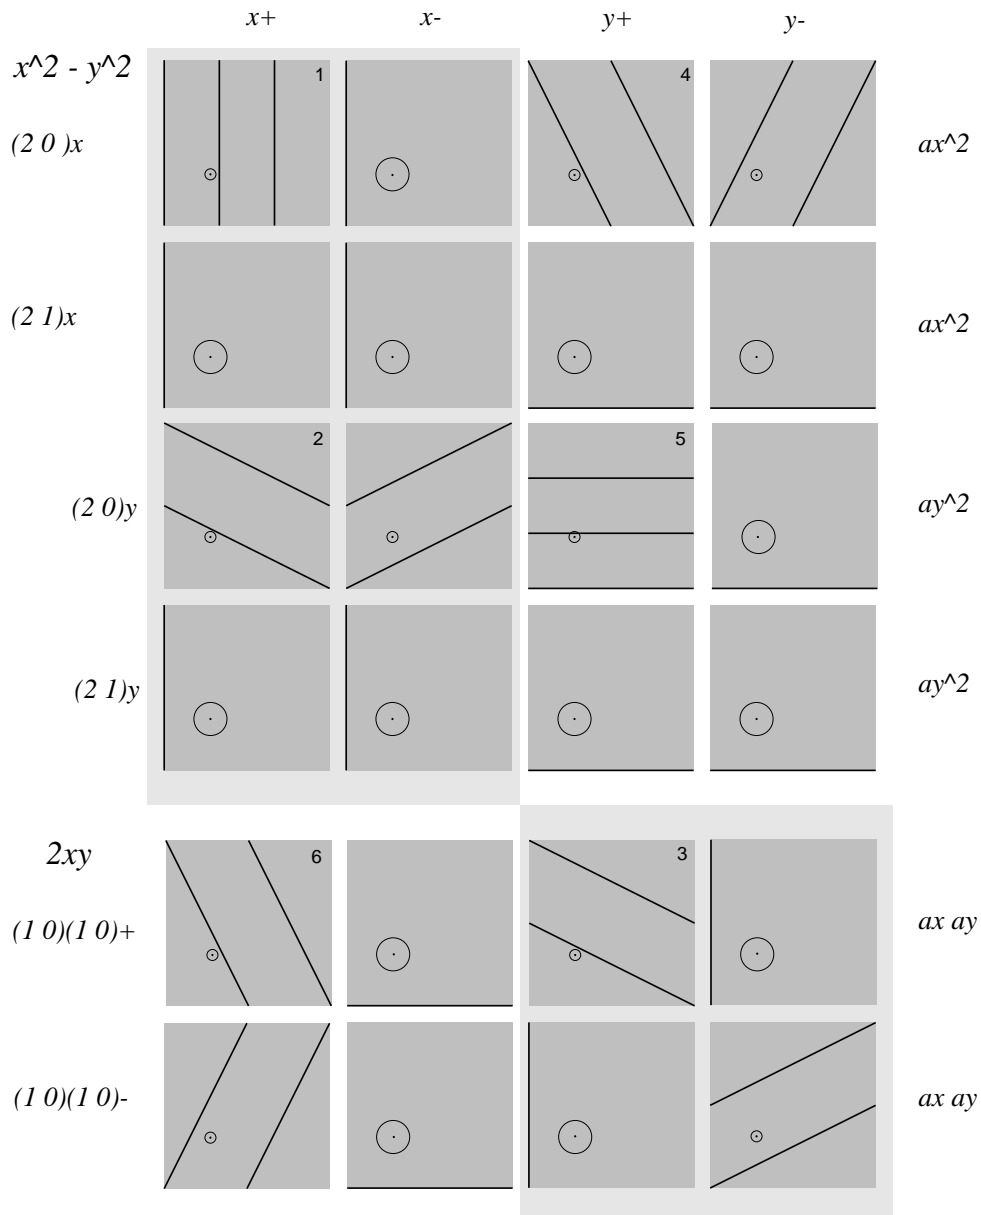 x+ x- y+ y-
x^2 - y^2
1 4
(2 0 )x ax^2
(2 1)x ax^2
2 5
(2 0)y ay^2
(2 1)y ay^2
2xy 6 3
(1 0)(1 0)+ ax ay
(1 0)(1 0)- ax ay